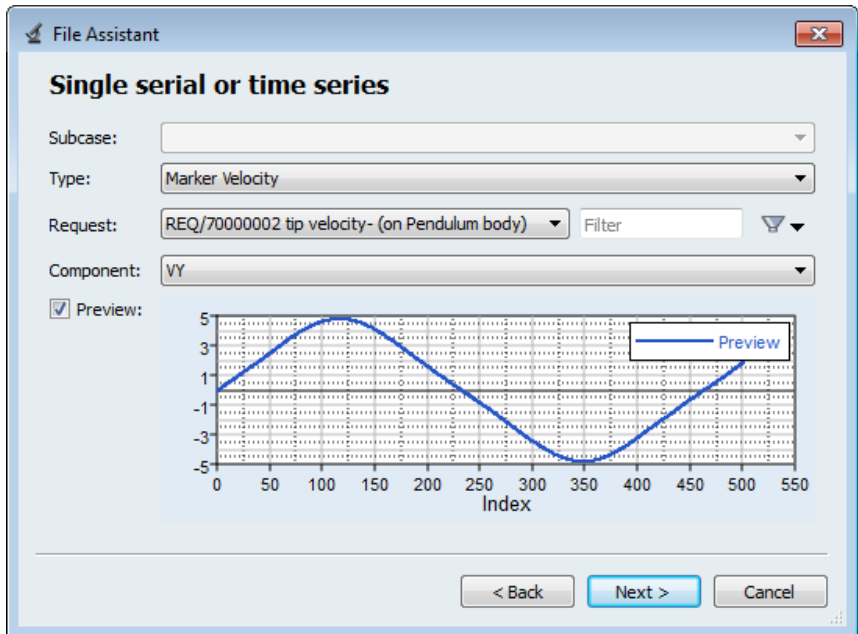 File Assistant
Single serial or time series
Subcase:
Type: Marker Velocity
Request: REQ/70000002 tip velocity- (on Pendulum body) Filter
Component: VY
Preview:
Preview
5
3
1
-1
-3
-5
0 50 100 150 200 250 300 350 400 450 500 550
Index
< Back Next > Cancel